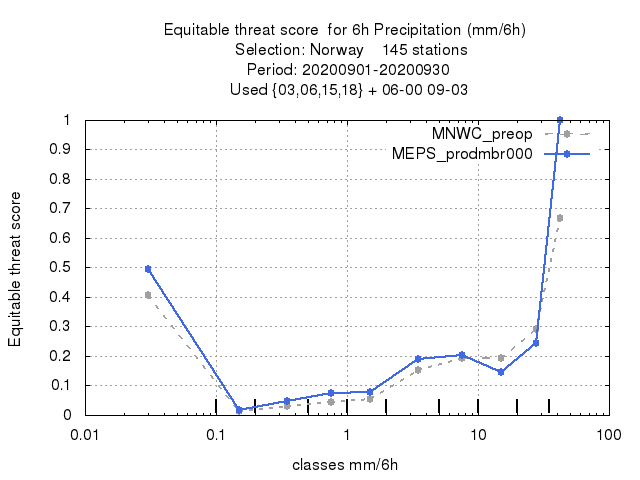 Equitable threat score  for 6h Precipitation (mm/6h)
Selection: Norway    145 stations
Period: 20200901-20200930
Used {03,06,15,18} + 06-00 09-03
MNWC_preop
MEPS_prodmbr000
Equitable threat score
1
0.9
0.8
0.7
0.6
0.5
0.4
0.3
0.2
0.1
0
0.01
0.1
1
10
100
classes mm/6h